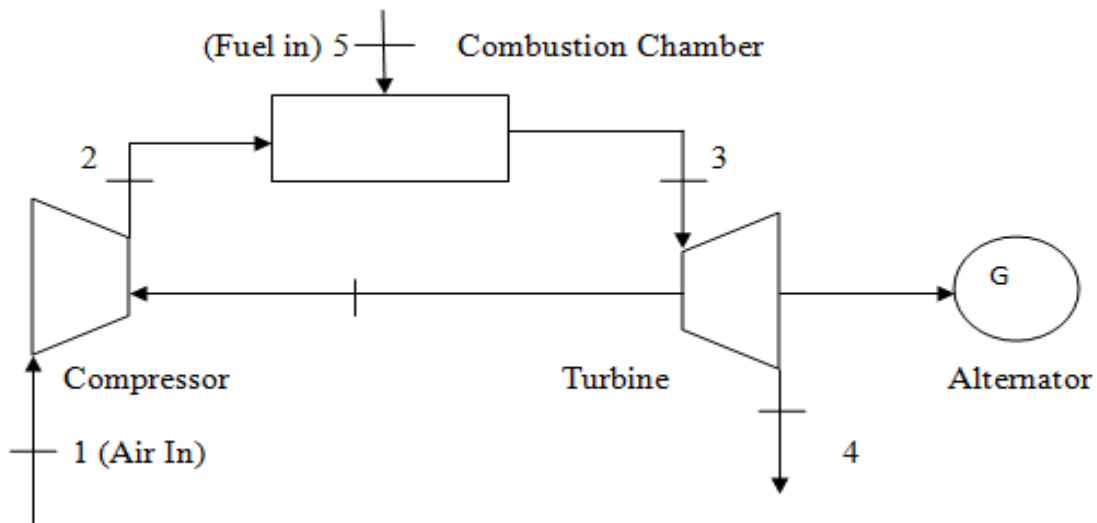 (Fuel in) 5 Combustion Chamber
2
3
G
Compressor
Turbine
Alternator
1 (Air In)
4